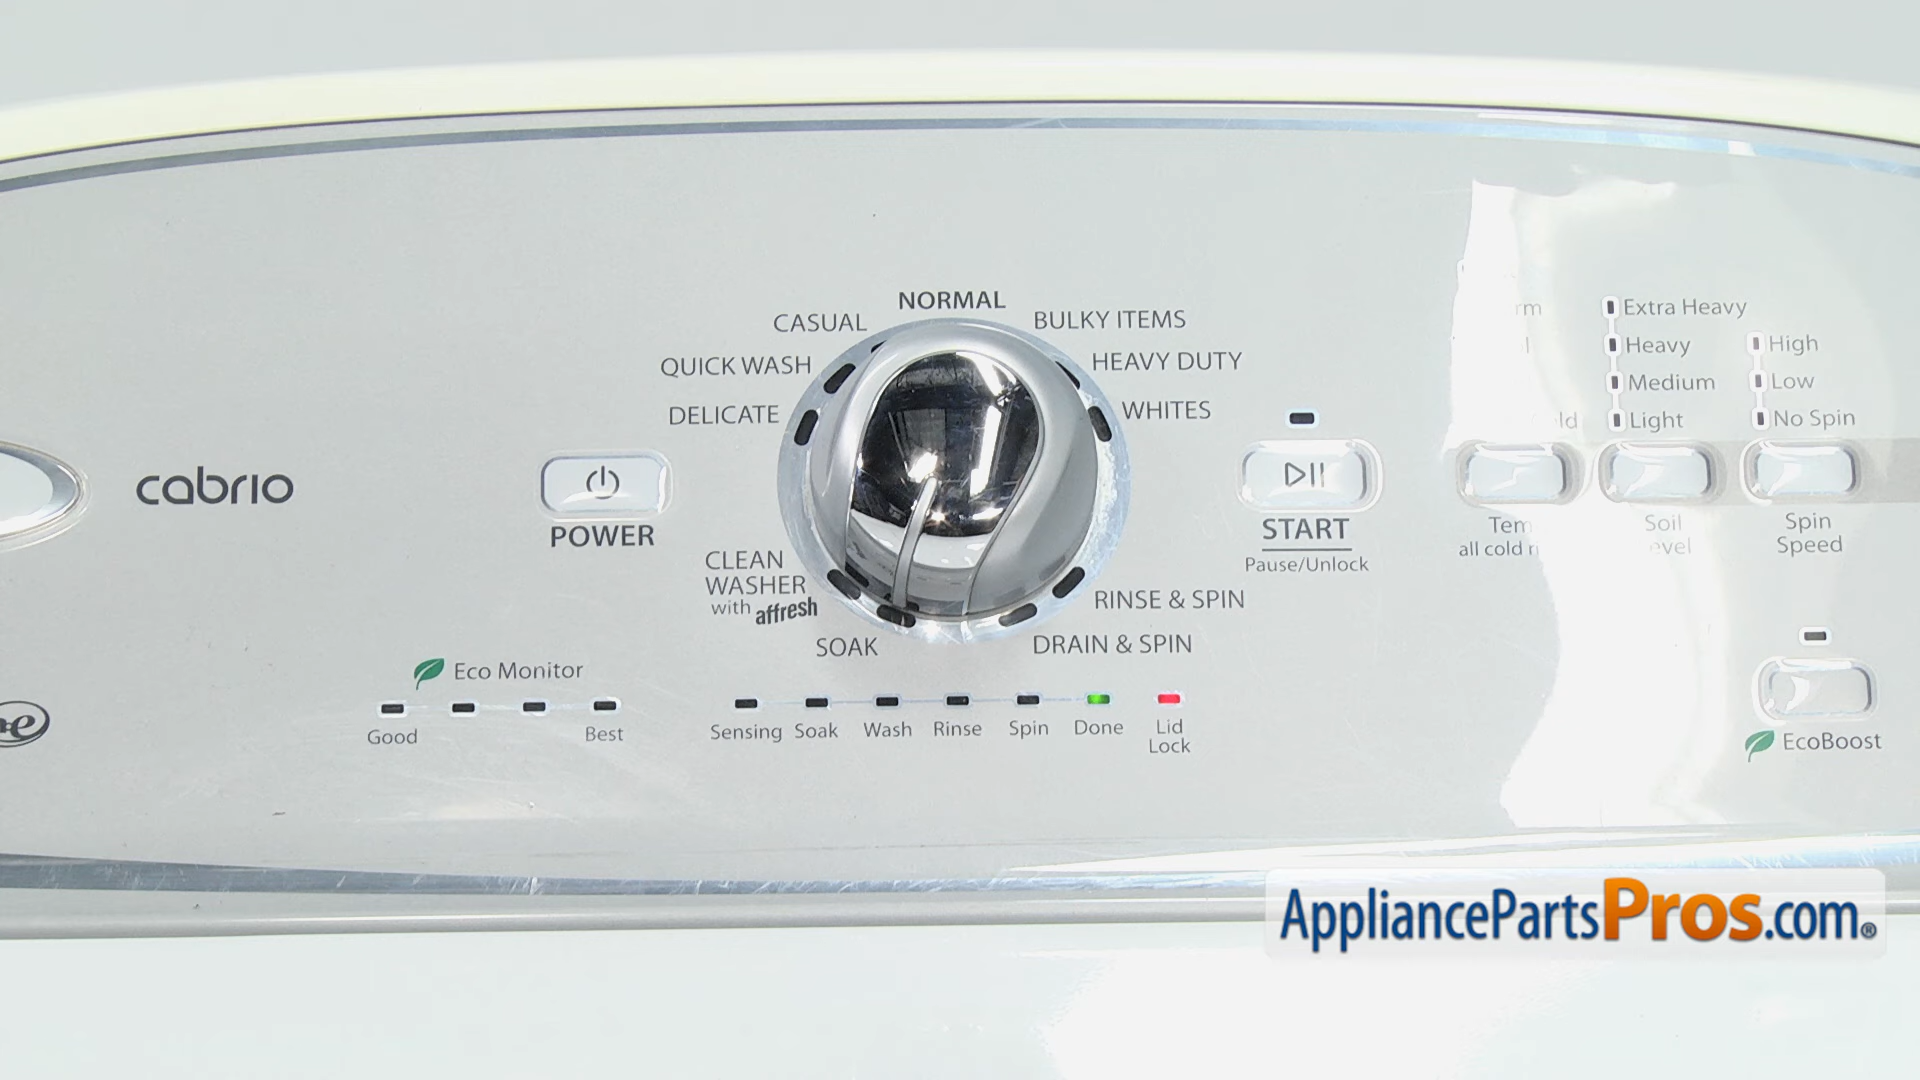 NORMAL
CASUAL
BULKY ITEMS
QUICK WASH
HEAVY DUTY
DELICATE
WHITES
cabrio
POWER
CLEAN
WASHER
with affresh
SOAK
RINSE & SPIN
DRAIN & SPIN
START
Pause/Unlock
Extra Heavy
Heavy
Medium
Light
High
Low
No Spin
all cold
Soil
Spin
Speed
Eco Monitor
Good
Best
Sensing
Soak
Wash
Rinse
Spin
Done
Lid
Lock
EcoBoost
AppliancePartsPros.com®